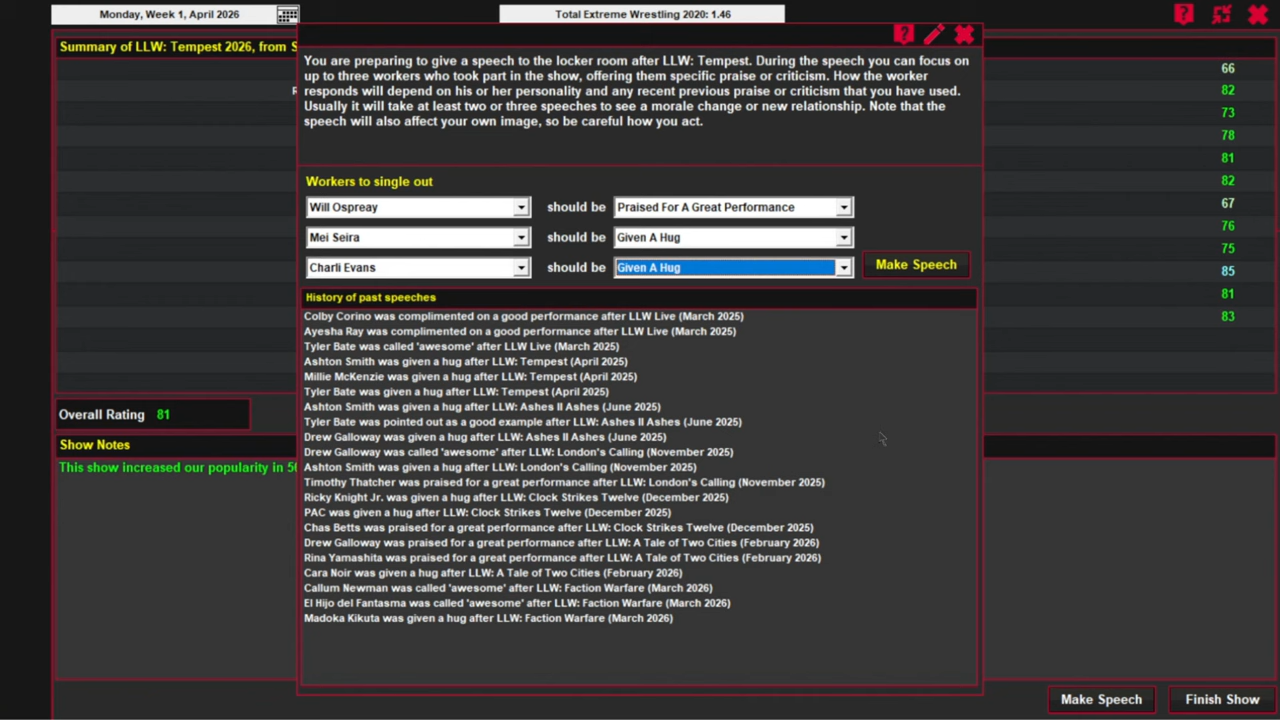 Monday, Week 1, April 2026
Total Extreme Wrestling 2020: 1.46
Summary of LLW: Tempest 2026, from S
You are preparing to give a speech to the locker room after LLW: Tempest. During the speech you can focus on
up to three workers who took part in the show, offering them specific praise or criticism. How the worker
responds will depend on his or her personality and any recent previous praise or criticism that you have used.
Usually it will take at least two or three speeches to see a morale change or new relationship. Note that the
speech will also affect your own image, so be careful how you act.
66
82
73
78
81
82
67
76
75
85
81
83
Workers to single out
Will Ospreay should be Praised For A Great Performance
Mei Seira should be Given A Hug
Charli Evans should be Given A Hug
Make Speech
History of past speeches
Colby Corino was complimented on a good performance after LLW Live (March 2025)
Ayesha Ray was complimented on a good performance after LLW Live (March 2025)
Tyler Bate was called 'awesome' after LLW Live (March 2025)
Ashton Smith was given a hug after LLW: Tempest (April 2025)
Millie McKenzie was given a hug after LLW: Tempest (April 2025)
Tyler Bate was given a hug after LLW: Tempest (April 2025)
Ashton Smith was given a hug after LLW: Ashes II Ashes (June 2025)
Tyler Bate was pointed out as a good example after LLW: Ashes II Ashes (June 2025)
Drew Galloway was given a hug after LLW: Ashes II Ashes (June 2025)
Drew Galloway was called 'awesome' after LLW: London's Calling (November 2025)
Ashton Smith was given a hug after LLW: London's Calling (November 2025)
Timothy Thatcher was praised for a great performance after LLW: London's Calling (November 2025)
Ricky Knight Jr. was given a hug after LLW: Clock Strikes Twelve (December 2025)
PAC was given a hug after LLW: Clock Strikes Twelve (December 2025)
Chas Betts was praised for a great performance after LLW: Clock Strikes Twelve (December 2025)
Drew Galloway was praised for a great performance after LLW: A Tale of Two Cities (February 2026)
Rina Yamashita was praised for a great performance after LLW: A Tale of Two Cities (February 2026)
Cara Noir was given a hug after LLW: A Tale of Two Cities (February 2026)
Callum Newman was called 'awesome' after LLW: Faction Warfare (March 2026)
El Hijo del Fantasma was called 'awesome' after LLW: Faction Warfare (March 2026)
Madoka Kikuta was given a hug after LLW: Faction Warfare (March 2026)
Overall Rating 81
Show Notes
This show increased our popularity in 50
Make Speech
Finish Show